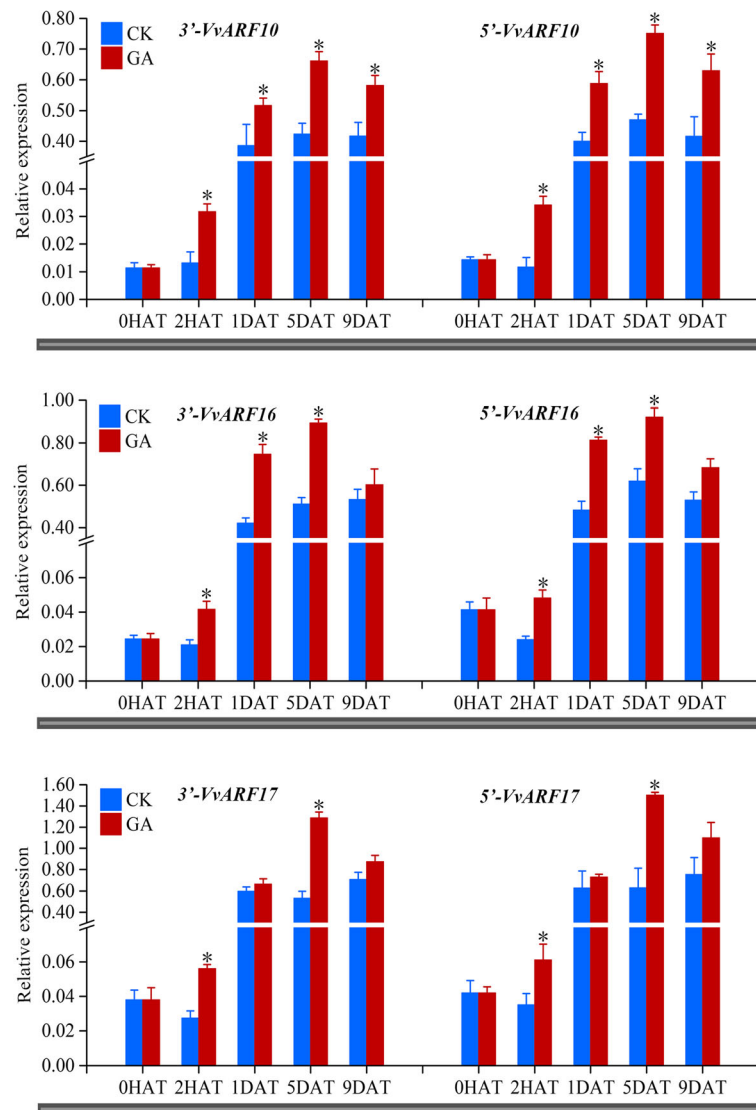 0.80
0.60
0.40
0.04
0.03
0.02
0.01
0.00
Relative expression
CK
GA
3’-VvARF10
5’-VvARF10
* * * * * * * *
0HAT 2HAT 1DAT 5DAT 9DAT 0HAT 2HAT 1DAT 5DAT 9DAT
1.00
0.80
0.60
0.40
0.06
0.04
0.02
0.00
Relative expression
CK
GA
3’-VvARF16
5’-VvARF16
* * * * * *
0HAT 2HAT 1DAT 5DAT 9DAT 0HAT 2HAT 1DAT 5DAT 9DAT
1.60
1.40
1.20
1.00
0.80
0.60
0.40
0.06
0.04
0.02
0.00
Relative expression
CK
GA
3’-VvARF17
5’-VvARF17
* * * *
0HAT 2HAT 1DAT 5DAT 9DAT 0HAT 2HAT 1DAT 5DAT 9DAT